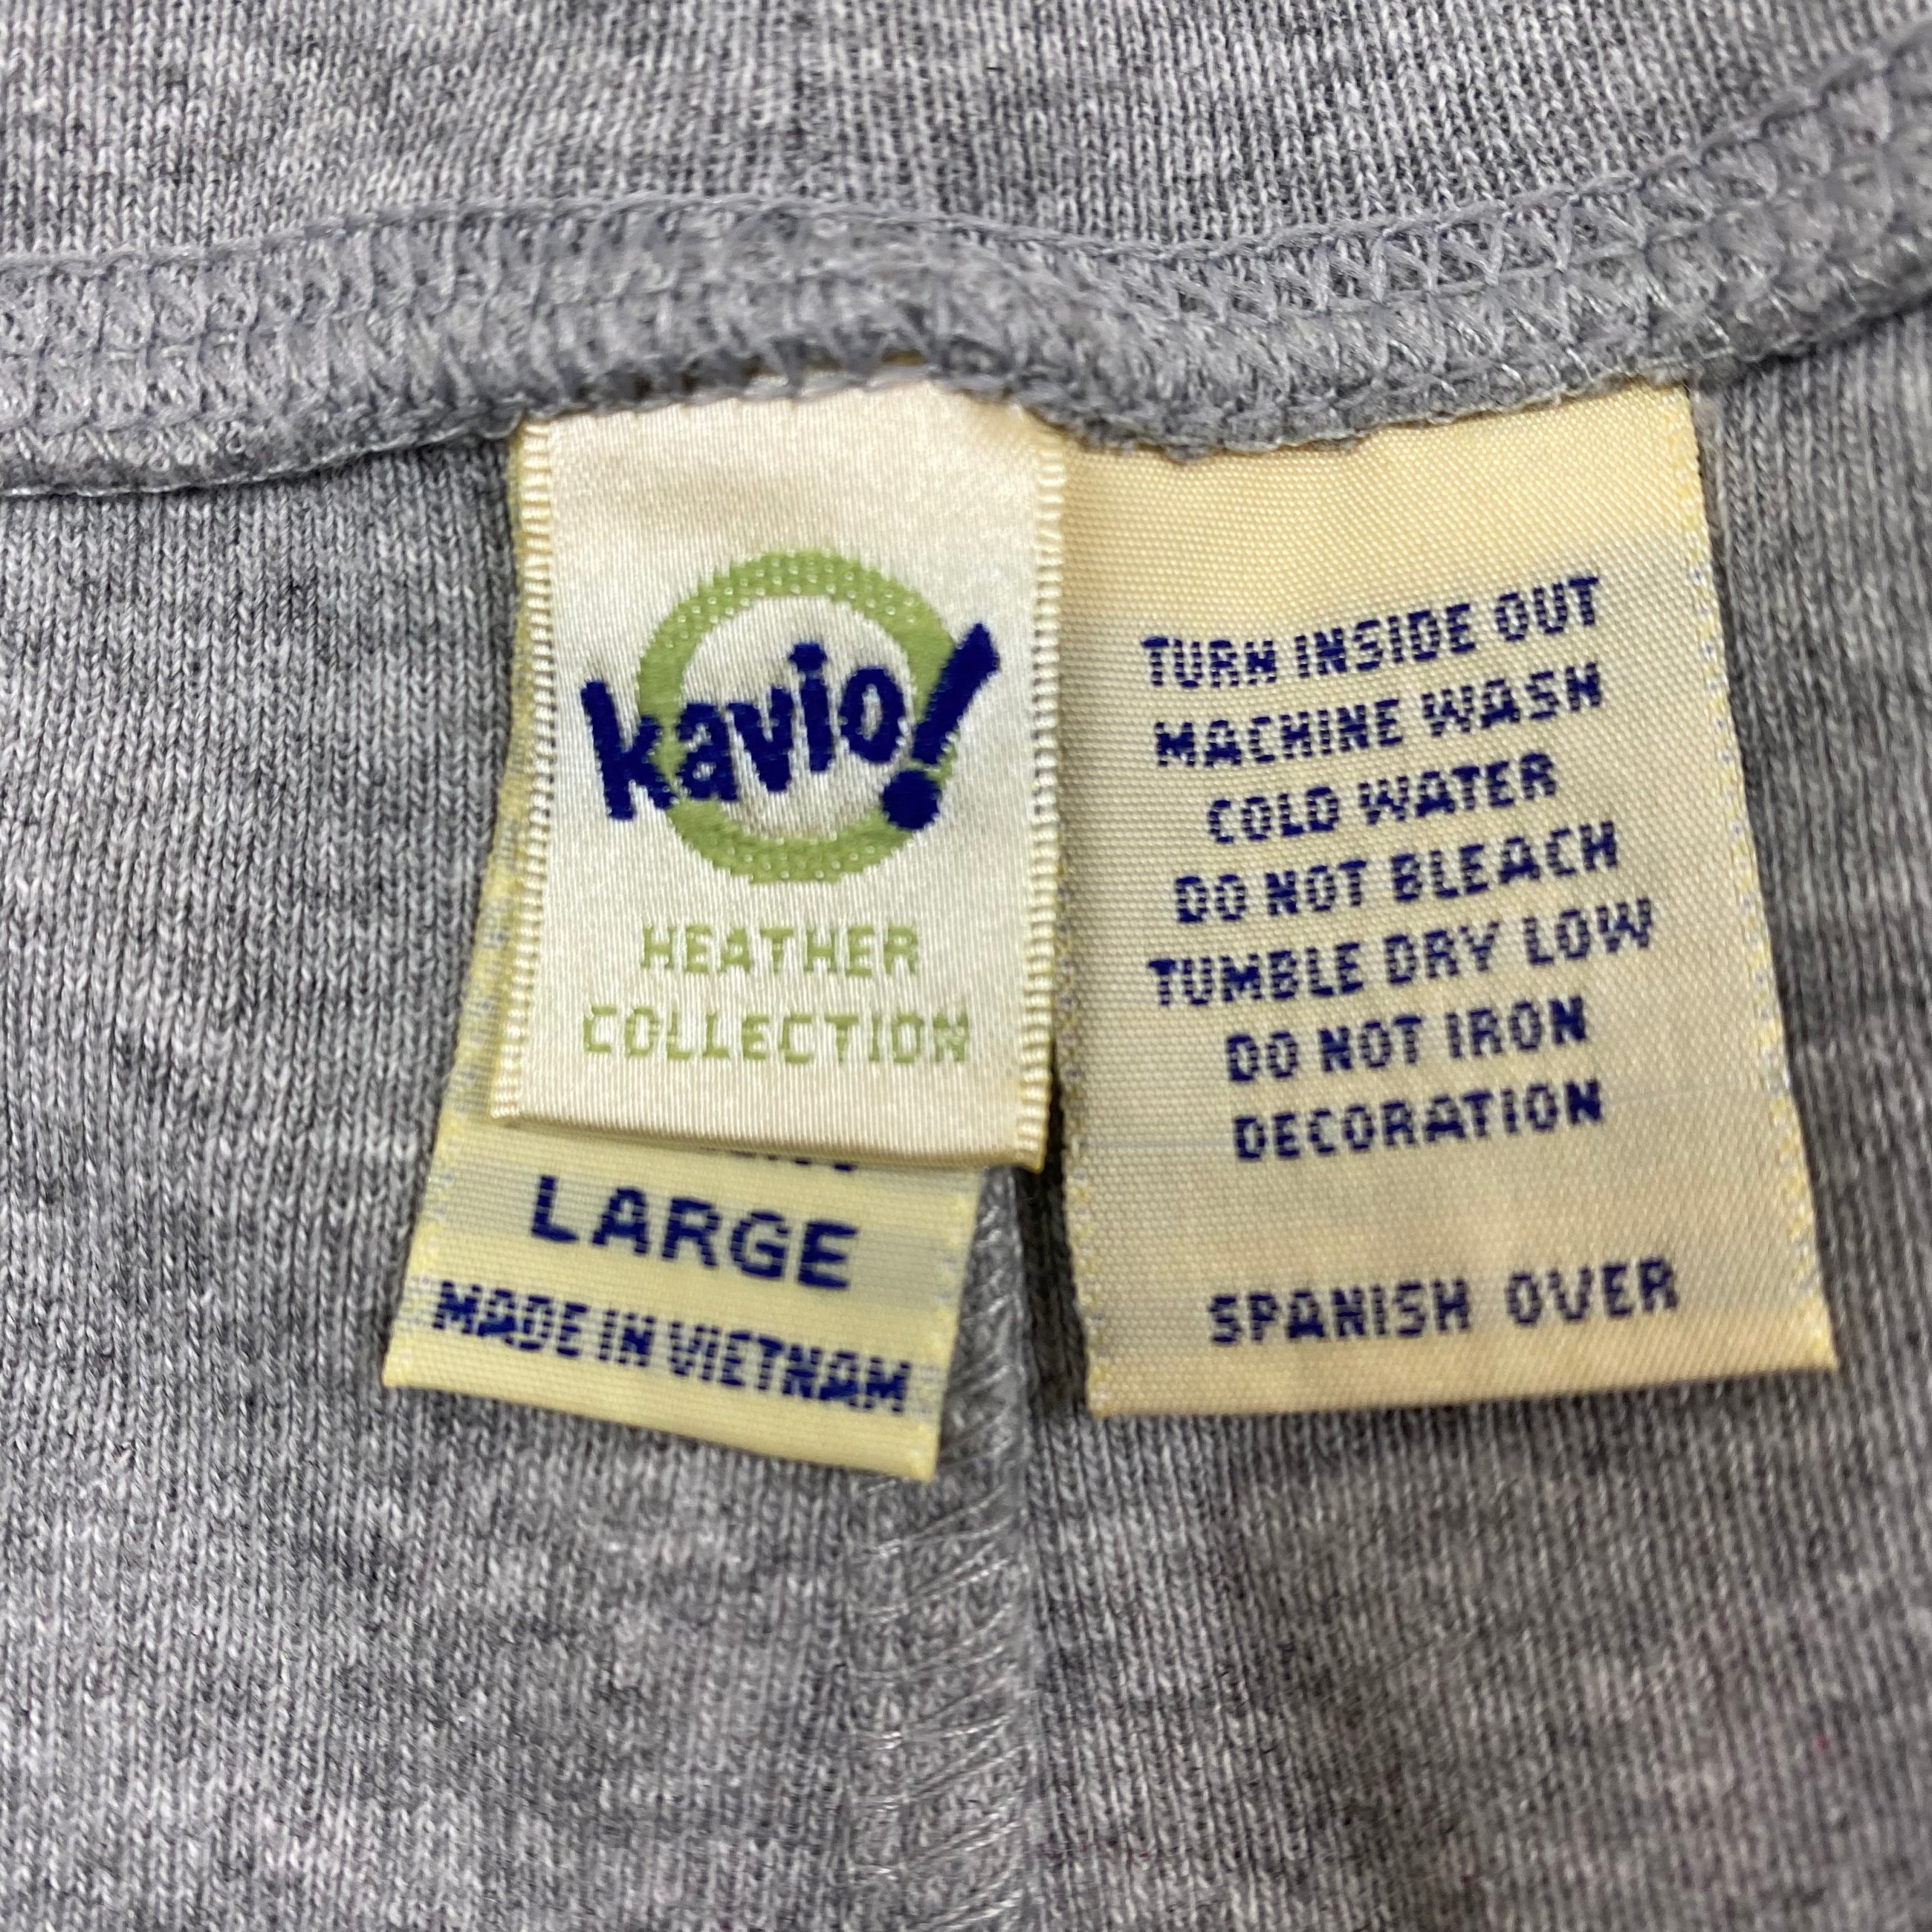 kavio!
HEATHER
COLLECTION
LARGE
MADE IN VIETNAM
TURN INSIDE OUT
MACHINE WASH
COLD WATER
DO NOT BLEACH
TUMBLE DRY LOW
DO NOT IRON
DECORATION
SPANISH OVER